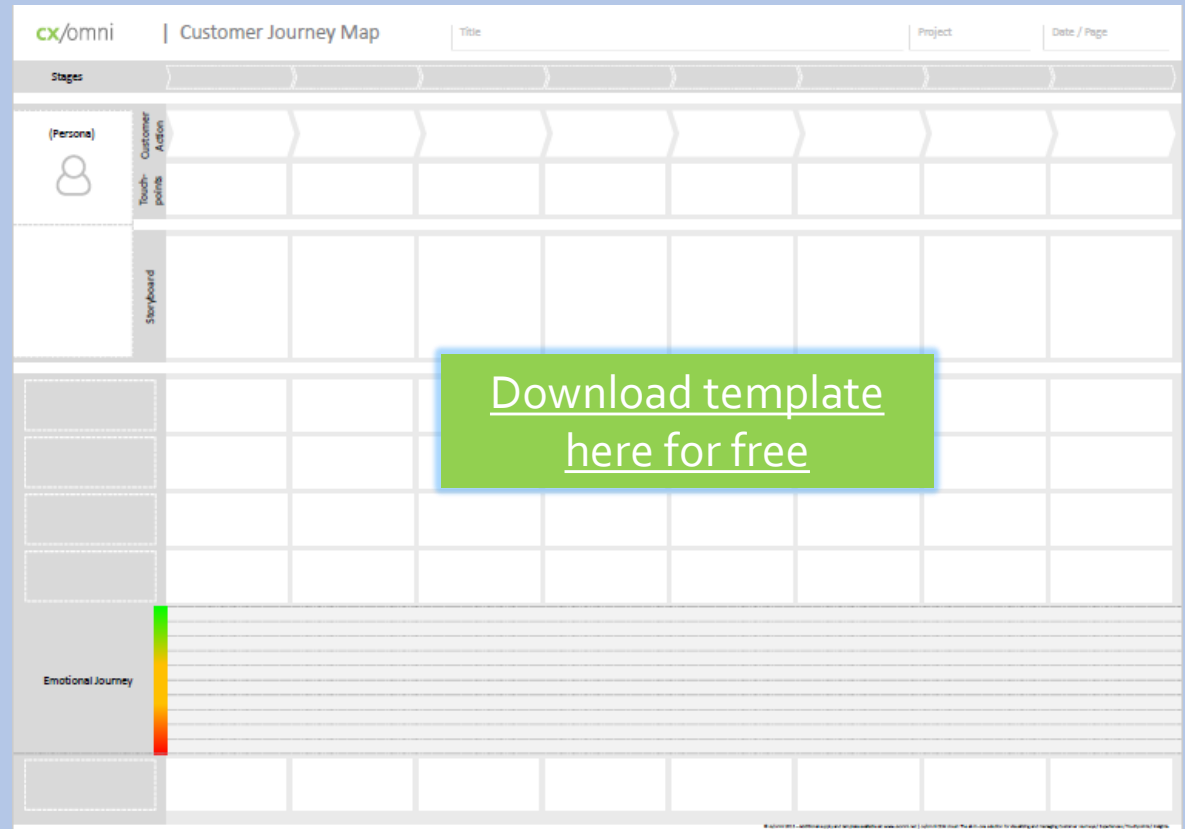 cx/omni | Customer Journey Map
Title
Project
Date / Page
Stages
(Persona)
Customer
Action
Touch-
points
Storyboard
Download template
here for free
Emotional Journey